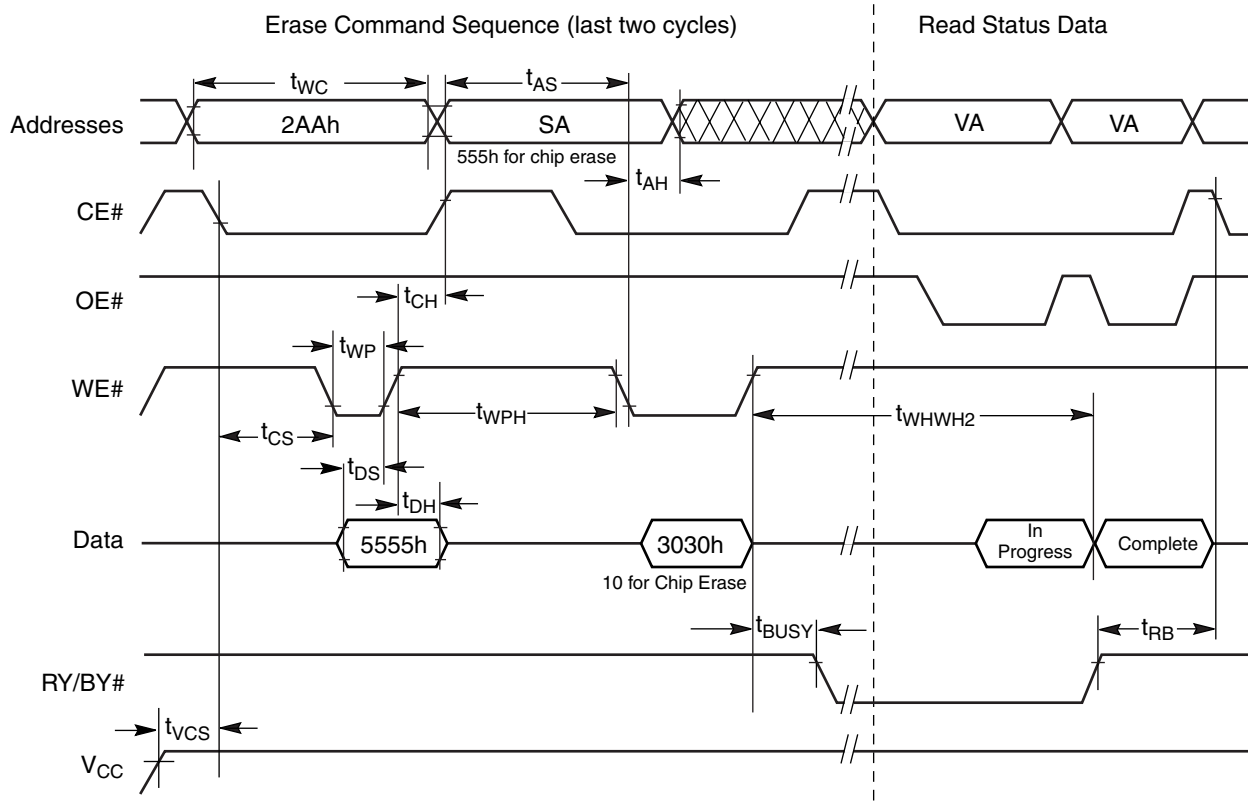 Erase Command Sequence (last two cycles)
Read Status Data
tWC
tAS
Addresses
2AAh
SA
VA
VA
555h for chip erase
tAH
CE#
OE#
tCH
tWP
WE#
tWPH
tWHWH2
tCS
tDS
tDH
Data
5555h
3030h
In
Progress
Complete
10 for Chip Erase
tBUSY
tRB
RY/BY#
tVCS
VCC